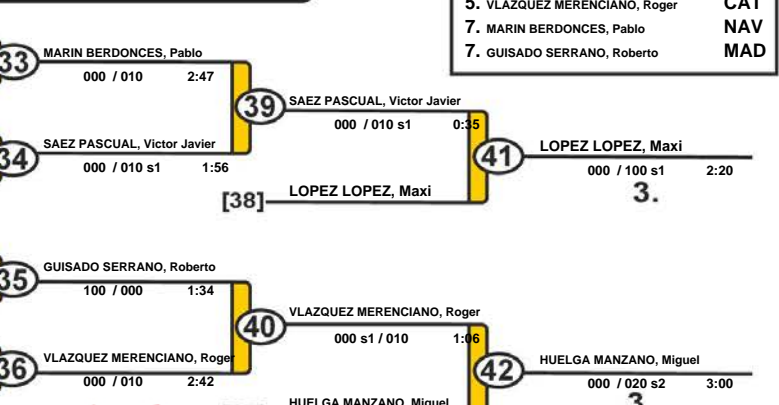 5. VLAZQUEZ MERENCIANO, Roger CAT
7. MARIN BERDONCES, Pablo NAV
7. GUISADO SERRANO, Roberto MAD
33
MARIN BERDONCES, Pablo
000 / 010 2:47
39
SAEZ PASCUAL, Victor Javier
000 / 010 s1 0:35
34
SAEZ PASCUAL, Victor Javier
000 / 010 s1 1:56
41
LOPEZ LOPEZ, Maxi
000 / 100 s1 2:20
3.
[38]
LOPEZ LOPEZ, Maxi
35
GUISADO SERRANO, Roberto
100 / 000 1:34
40
VLAZQUEZ MERENCIANO, Roger
000 s1 / 010 1:06
36
VLAZQUEZ MERENCIANO, Roger
000 / 010 2:42
42
HUELGA MANZANO, Miguel
000 / 020 s2 3:00
3
HUELGA MANZANO, Miguel